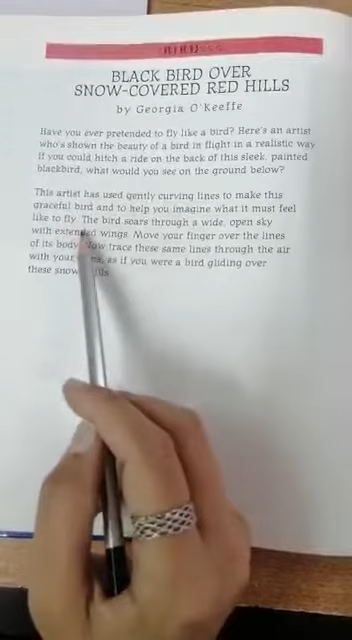 BIRD
BLACK BIRD OVER
SNOW-COVERED RED HILLS
by Georgia O'Keeffe
Have you ever pretended to fly like a bird? Here's an artist
who's shown the beauty of a bird in flight in a realistic way
If you could hitch a ride on the back of this sleek, painted
blackbird, what would you see on the ground below?
This artist has used gently curving lines to make this
graceful bird and to help you imagine what it must feel
like to fly. The bird soars through a wide, open sky
with extended wings. Move your finger over the lines
of its body. Now trace these same lines through the air
with your as if you were a bird gliding over
these snowy hills